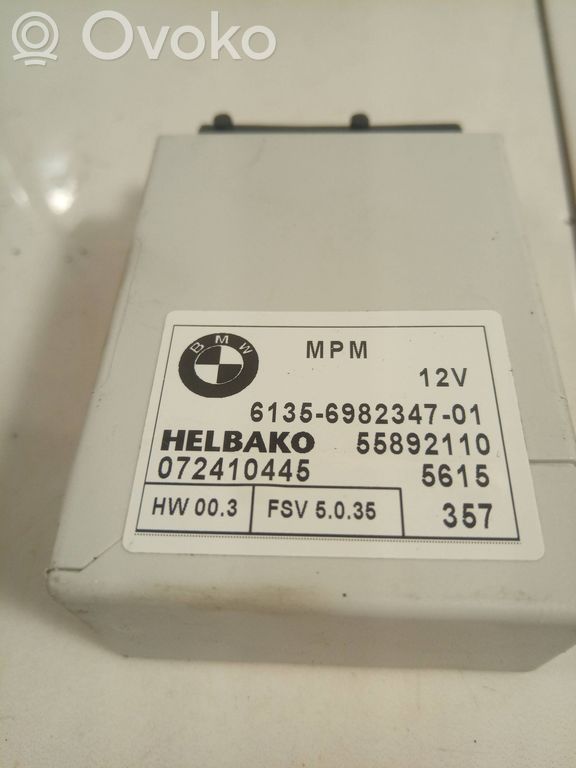 Ovoko
BMW
MPM
12V
6135-6982347-01
HELBAKO 55892110
072410445 5615
HW 00.3 FSV 5.0.35 357